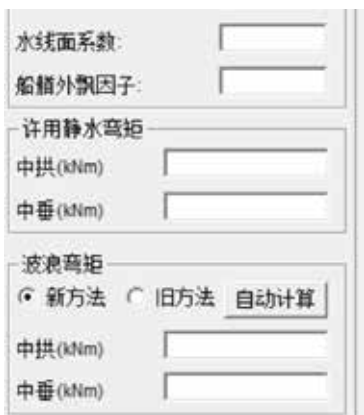 水线面系数:
船艏外飘因子:
许用静水弯矩
中拱(kNm)
中垂(kNm)
波浪弯矩
新方法 旧方法 自动计算
中拱(kNm)
中垂(kNm)